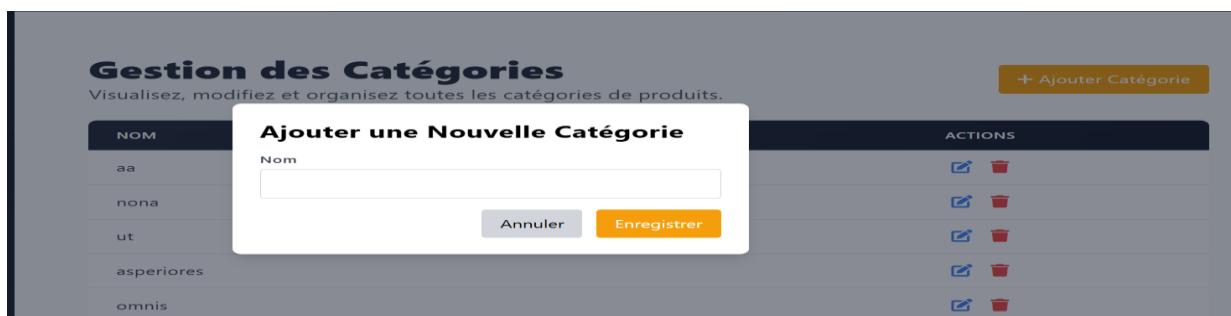 Gestion des Catégories
+ Ajouter Catégorie
Visualisez, modifiez et organisez toutes les catégories de produits.
NOM
ACTIONS
Ajouter une Nouvelle Catégorie
Nom
Annuler
Enregistrer
aa
nona
ut
asperiores
omnis